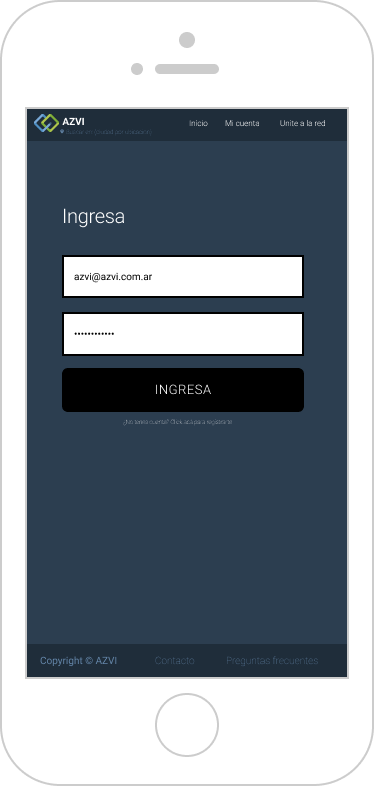 AZVI
Inicio Mi cuenta Unite a la red
Ingresa
azvi@azvi.com.ar
••••••••••••
INGRESA
¿No tenes cuenta? Click acá para registrarte
Copyright © AZVI Contacto Preguntas frecuentes